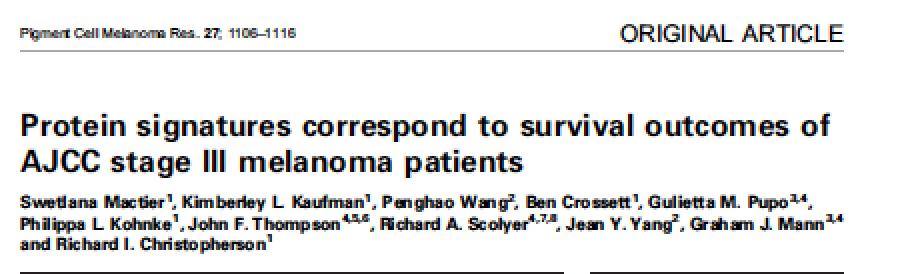 Pigment Cell Melanoma Res. 27; 1106–1116
ORIGINAL ARTICLE
Protein signatures correspond to survival outcomes of
AJCC stage III melanoma patients
Swetlana Mactier¹, Kimberley L. Kaufman¹, Penghao Wang², Ben Crossett¹, Gulietta M. Pupo³,⁴,
Philippa L. Kohnke¹, John F. Thompson⁴,⁵,⁶, Richard A. Scolyer⁴,⁷,⁸, Jean Y. Yang², Graham J. Mann³,⁴
and Richard I. Christopherson¹